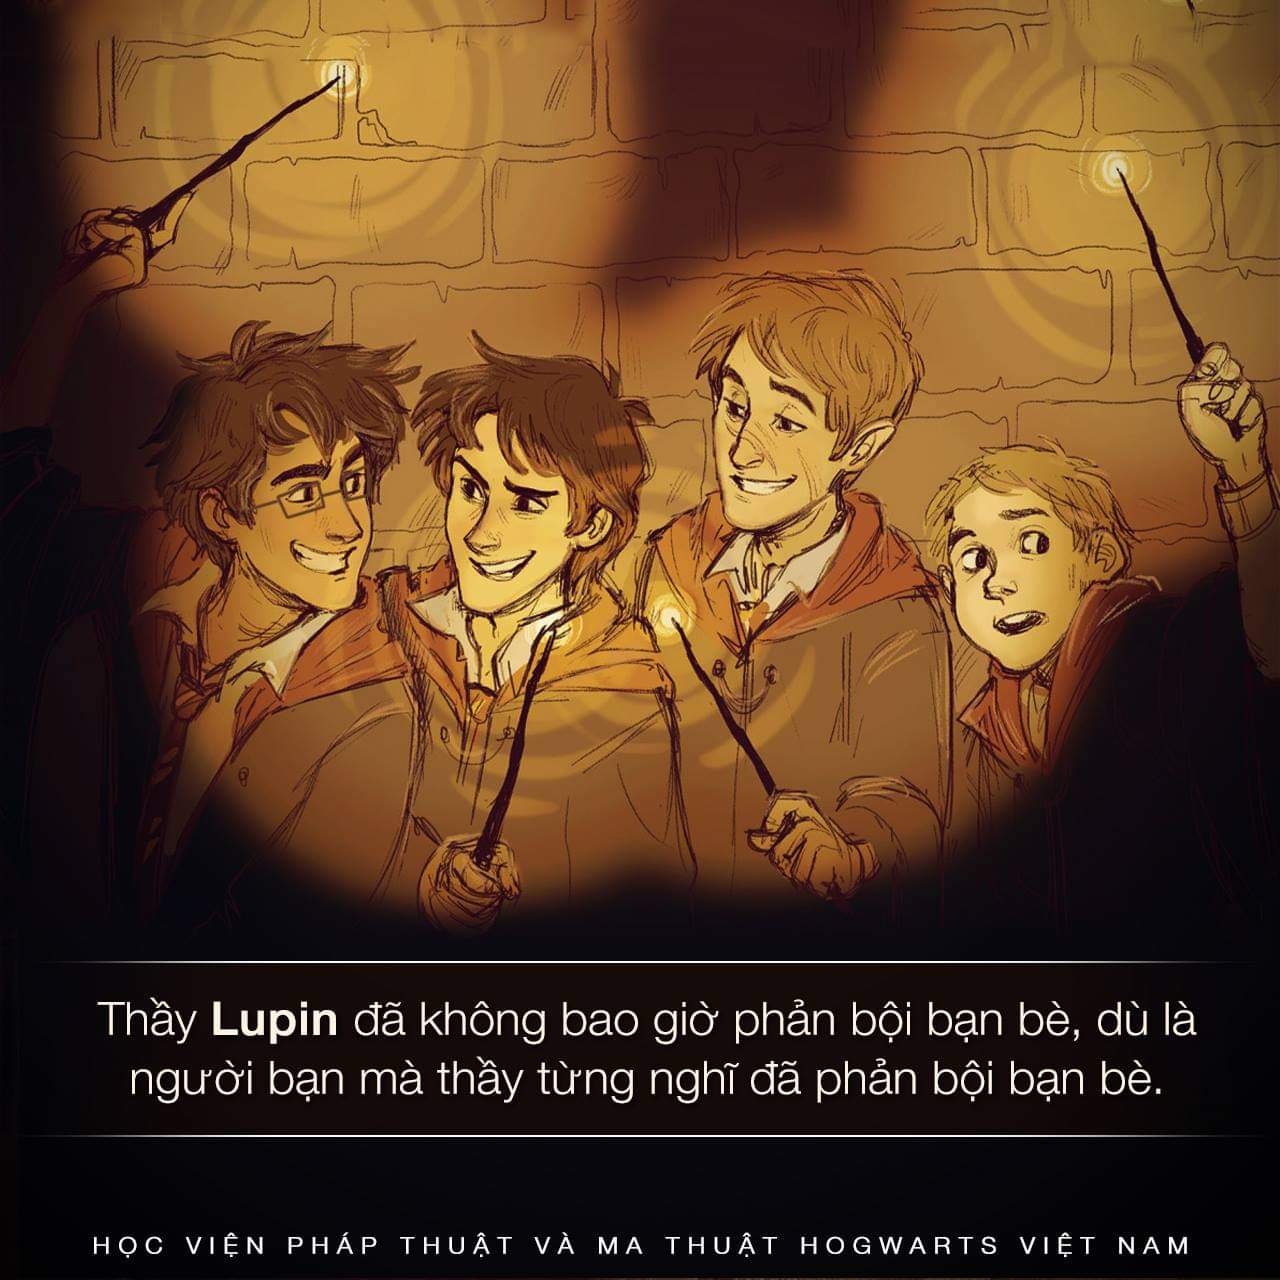 Thầy Lupin đã không bao giờ phản bội bạn bè, dù là
người bạn mà thầy từng nghĩ đã phản bội bạn bè.
HỌC VIỆN PHÁP THUẬT VÀ MA THUẬT HOGWARTS VIỆT NAM